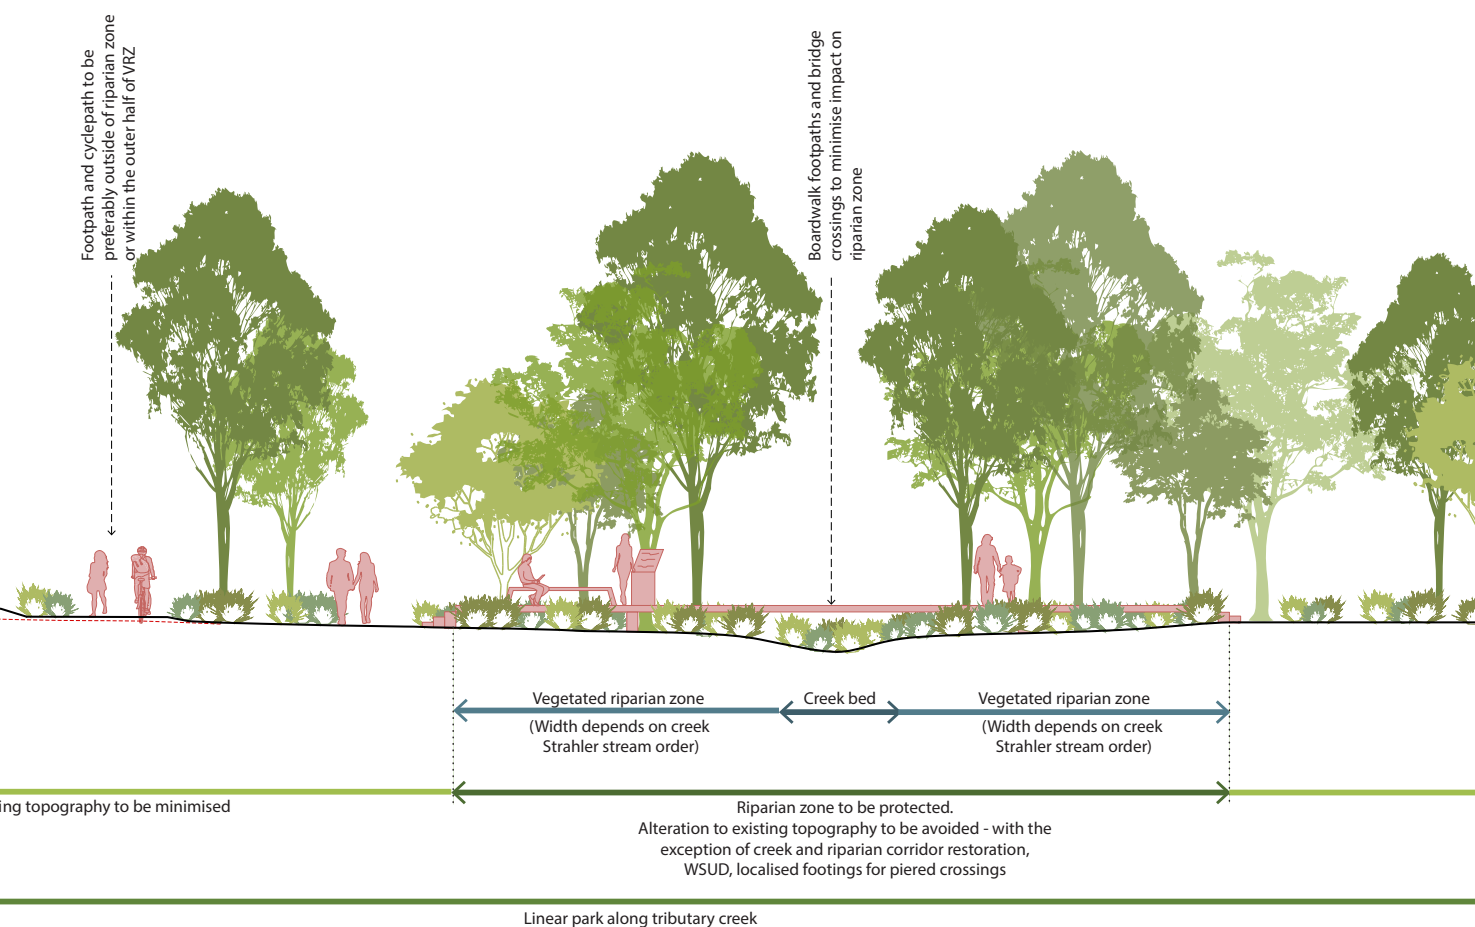 Footpath and cyclepath to be
preferably outside of riparian zone
or within the outer half of VRZ
Boardwalk footpaths and bridge
crossings to minimise impact on
riparian zone
Vegetated riparian zone
(Width depends on creek
Strahler stream order)
Creek bed
Vegetated riparian zone
(Width depends on creek
Strahler stream order)
ing topography to be minimised
Riparian zone to be protected.
Alteration to existing topography to be avoided - with the
exception of creek and riparian corridor restoration,
WSUD, localised footings for piered crossings
Linear park along tributary creek